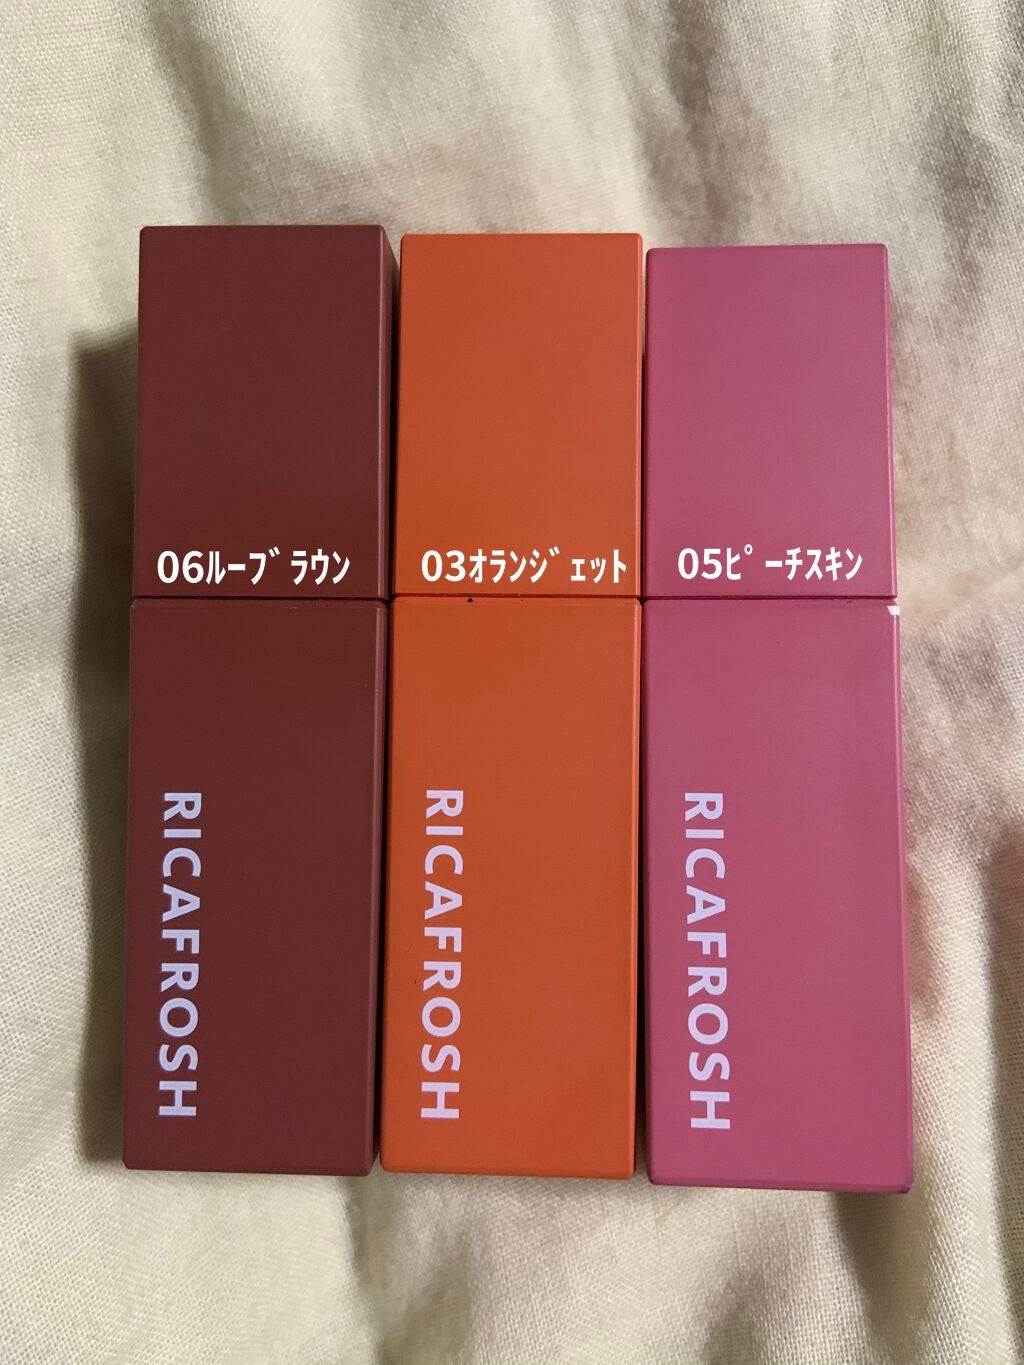 06ﾙｰﾌﾞﾗｳﾝ
03ｵﾗﾝｼﾞｪｯﾄ
05ﾋﾟｰﾁｽｷﾝ
RICAFROSH
RICAFROSH
RICAFROSH